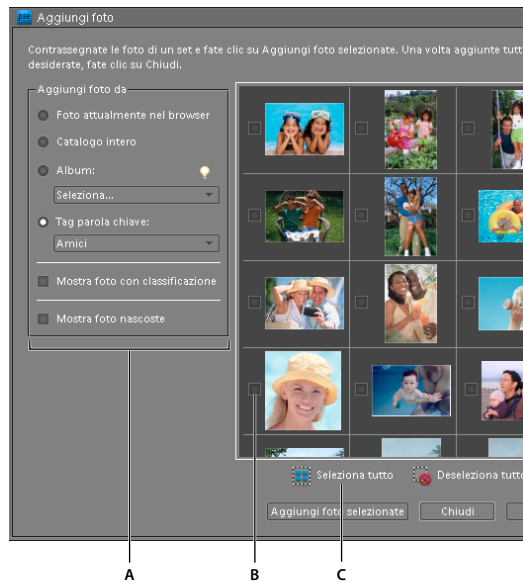 pse Aggiungi foto
Contrassegnate le foto di un set e fate clic su Aggiungi foto selezionate. Una volta aggiunte tutt
desiderate, fate clic su Chiudi.
Aggiungi foto da
Foto attualmente nel browser
Catalogo intero
Album:
Seleziona...
Tag parola chiave:
Amici
Mostra foto con classificazione
Mostra foto nascoste
Seleziona tutto
Deseleziona tutto
Aggiungi foto selezionate
Chiudi
A
B
C